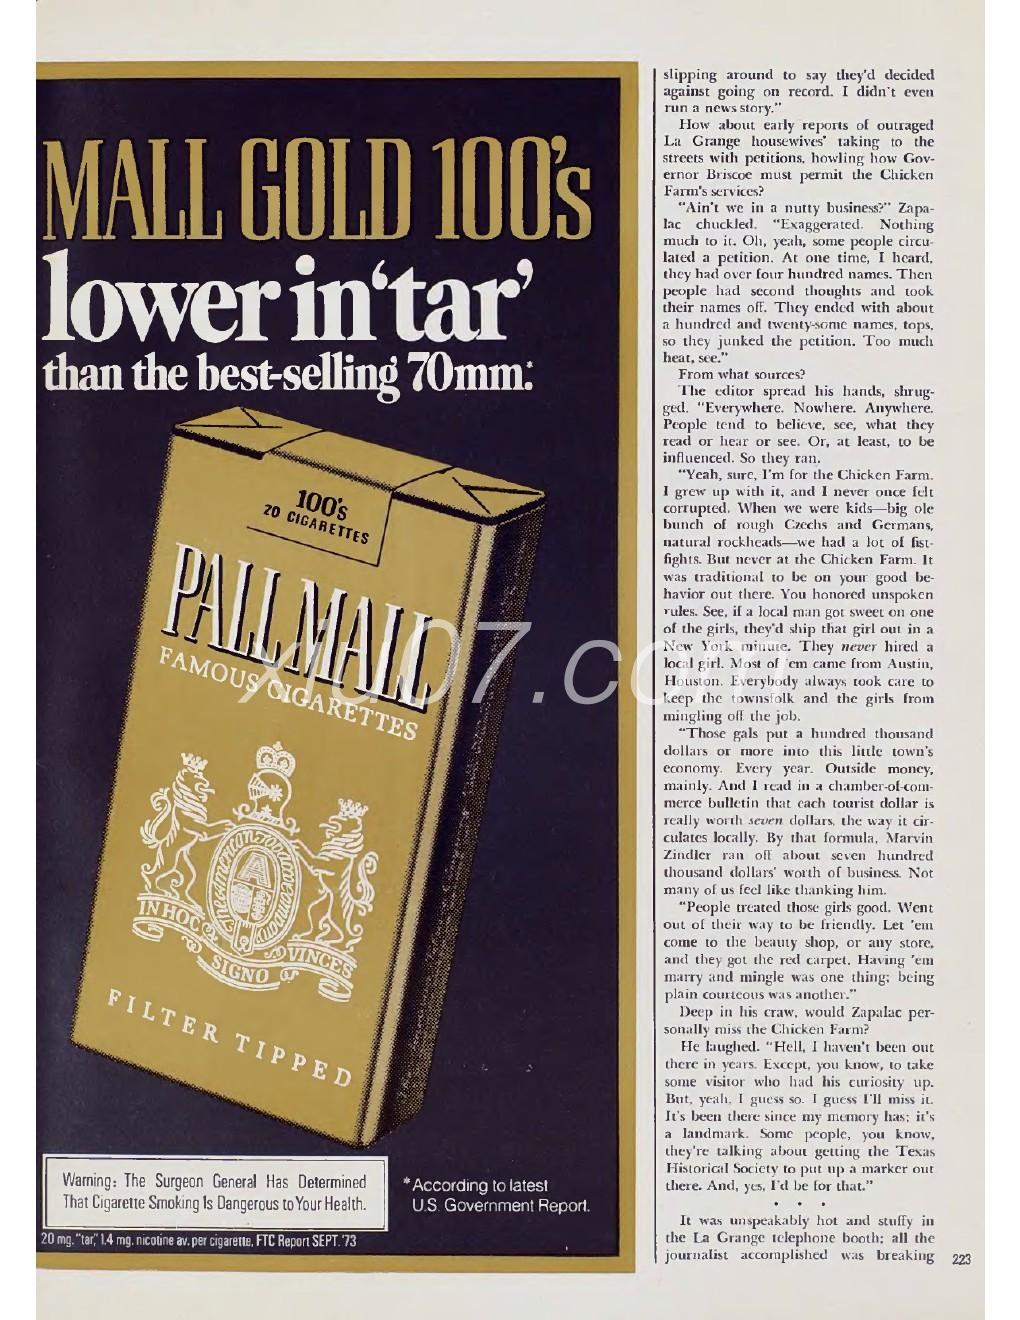 MALL GOLD 100's
lower in 'tar'
than the best-selling 70mm.*
100's
20 CIGARETTES
PALL MALL
FAMOUS CIGARETTES
IN HOC
SIGNO
VINCES
FILTER TIPPED
Warning: The Surgeon General Has Determined
That Cigarette Smoking Is Dangerous to Your Health.
*According to latest
U.S. Government Report.
20 mg. "tar," 1.4 mg. nicotine av. per cigarette, FTC Report SEPT. '73
slipping around to say they'd decided
against going on record. I didn't even
run a news story."
How about early reports of outraged
La Grange housewives' taking to the
streets with petitions, howling how Gov-
ernor Briscoe must permit the Chicken
Farm's services?
"Ain't we in a nutty business?" Zapa-
lac chuckled. "Exaggerated. Nothing
much to it. Oh, yeah, some people circu-
lated a petition. At one time, I heard,
they had over four hundred names. Then
people had second thoughts and took
their names off. They ended with about
a hundred and twenty-some names, tops,
so they junked the petition. Too much
heat, see."
From what sources?
The editor spread his hands, shrug-
ged. "Everywhere. Nowhere. Anywhere.
People tend to believe, see, what they
read or hear or see. Or, at least, to be
influenced. So they ran.
"Yeah, sure, I'm for the Chicken Farm.
I grew up with it, and I never once felt
corrupted. When we were kids—big ole
bunch of rough Czechs and Germans,
natural rockheads—we had a lot of fist-
fights. But never at the Chicken Farm. It
was traditional to be on your good be-
havior out there. You honored unspoken
rules. See, if a local man got sweet on one
of the girls, they'd ship that girl out in a
New York minute. They never hired a
local girl. Most of 'em came from Austin,
Houston. Everybody always took care to
keep the townsfolk and the girls from
mingling off the job.
"Those gals put a hundred thousand
dollars or more into this little town's
economy. Every year. Outside money,
mainly. And I read in a chamber-of-com-
merce bulletin that each tourist dollar is
really worth seven dollars, the way it cir-
culates locally. By that formula, Marvin
Zindler ran off about seven hundred
thousand dollars' worth of business. Not
many of us feel like thanking him.
"People treated those girls good. Went
out of their way to be friendly. Let 'em
come to the beauty shop, or any store,
and they got the red carpet. Having 'em
marry and mingle was one thing; being
plain courteous was another."
Deep in his craw, would Zapalac per-
sonally miss the Chicken Farm?
He laughed. "Hell, I haven't been out
there in years. Except, you know, to take
some visitor who had his curiosity up.
But, yeah, I guess so. I guess I'll miss it.
It's been there since my memory has; it's
a landmark. Some people, you know,
they're talking about getting the Texas
Historical Society to put up a marker out
there. And, yes, I'd be for that."
• • •
It was unspeakably hot and stuffy in
the La Grange telephone booth; all the
journalist accomplished was breaking
223
xiu07.com